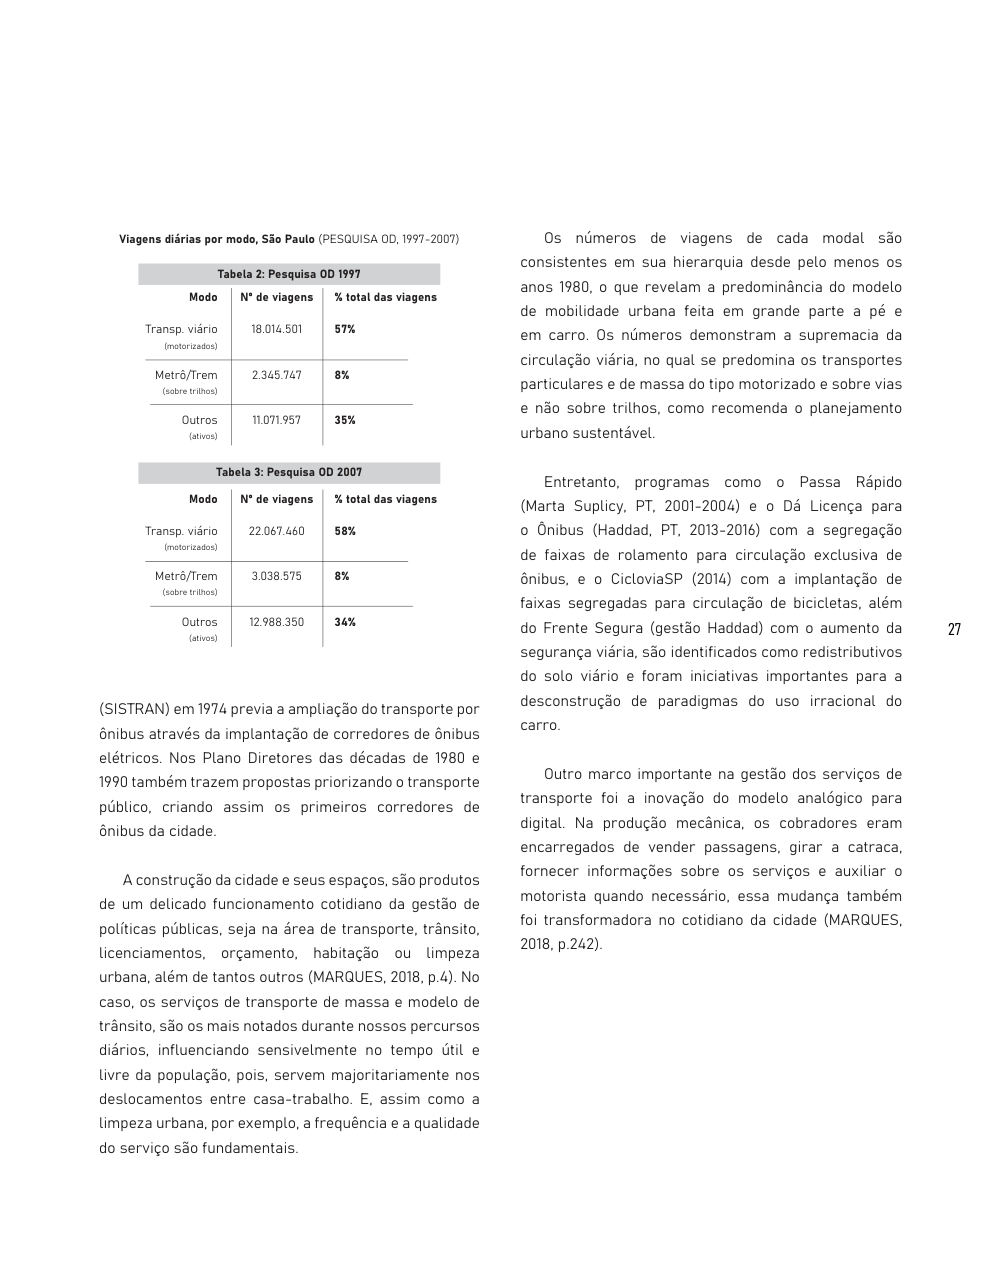 Viagens diárias por modo, São Paulo (PESQUISA OD, 1997-2007)
Tabela 2: Pesquisa OD 1997
Modo Nº de viagens % total das viagens
Transp. viário 18.014.501 57%
(motorizados)
Metrô/Trem 2.345.747 8%
(sobre trilhos)
Outros 11.071.957 35%
(ativos)
Tabela 3: Pesquisa OD 2007
Modo Nº de viagens % total das viagens
Transp. viário 22.067.460 58%
(motorizados)
Metrô/Trem 3.038.575 8%
(sobre trilhos)
Outros 12.988.350 34%
(ativos)
(SISTRAN) em 1974 previa a ampliação do transporte por
ônibus através da implantação de corredores de ônibus
elétricos. Nos Plano Diretores das décadas de 1980 e
1990 também trazem propostas priorizando o transporte
público, criando assim os primeiros corredores de
ônibus da cidade.
A construção da cidade e seus espaços, são produtos
de um delicado funcionamento cotidiano da gestão de
políticas públicas, seja na área de transporte, trânsito,
licenciamentos, orçamento, habitação ou limpeza
urbana, além de tantos outros (MARQUES, 2018, p.4). No
caso, os serviços de transporte de massa e modelo de
trânsito, são os mais notados durante nossos percursos
diários, influenciando sensivelmente no tempo útil e
livre da população, pois, servem majoritariamente nos
deslocamentos entre casa-trabalho. E, assim como a
limpeza urbana, por exemplo, a frequência e a qualidade
do serviço são fundamentais.
Os números de viagens de cada modal são
consistentes em sua hierarquia desde pelo menos os
anos 1980, o que revelam a predominância do modelo
de mobilidade urbana feita em grande parte a pé e
em carro. Os números demonstram a supremacia da
circulação viária, no qual se predomina os transportes
particulares e de massa do tipo motorizado e sobre vias
e não sobre trilhos, como recomenda o planejamento
urbano sustentável.
Entretanto, programas como o Passa Rápido
(Marta Suplicy, PT, 2001-2004) e o Dá Licença para
o Ônibus (Haddad, PT, 2013-2016) com a segregação
de faixas de rolamento para circulação exclusiva de
ônibus, e o CicloviaSP (2014) com a implantação de
faixas segregadas para circulação de bicicletas, além
do Frente Segura (gestão Haddad) com o aumento da
segurança viária, são identificados como redistributivos
do solo viário e foram iniciativas importantes para a
desconstrução de paradigmas do uso irracional do
carro.
Outro marco importante na gestão dos serviços de
transporte foi a inovação do modelo analógico para
digital. Na produção mecânica, os cobradores eram
encarregados de vender passagens, girar a catraca,
fornecer informações sobre os serviços e auxiliar o
motorista quando necessário, essa mudança também
foi transformadora no cotidiano da cidade (MARQUES,
2018, p.242).
27